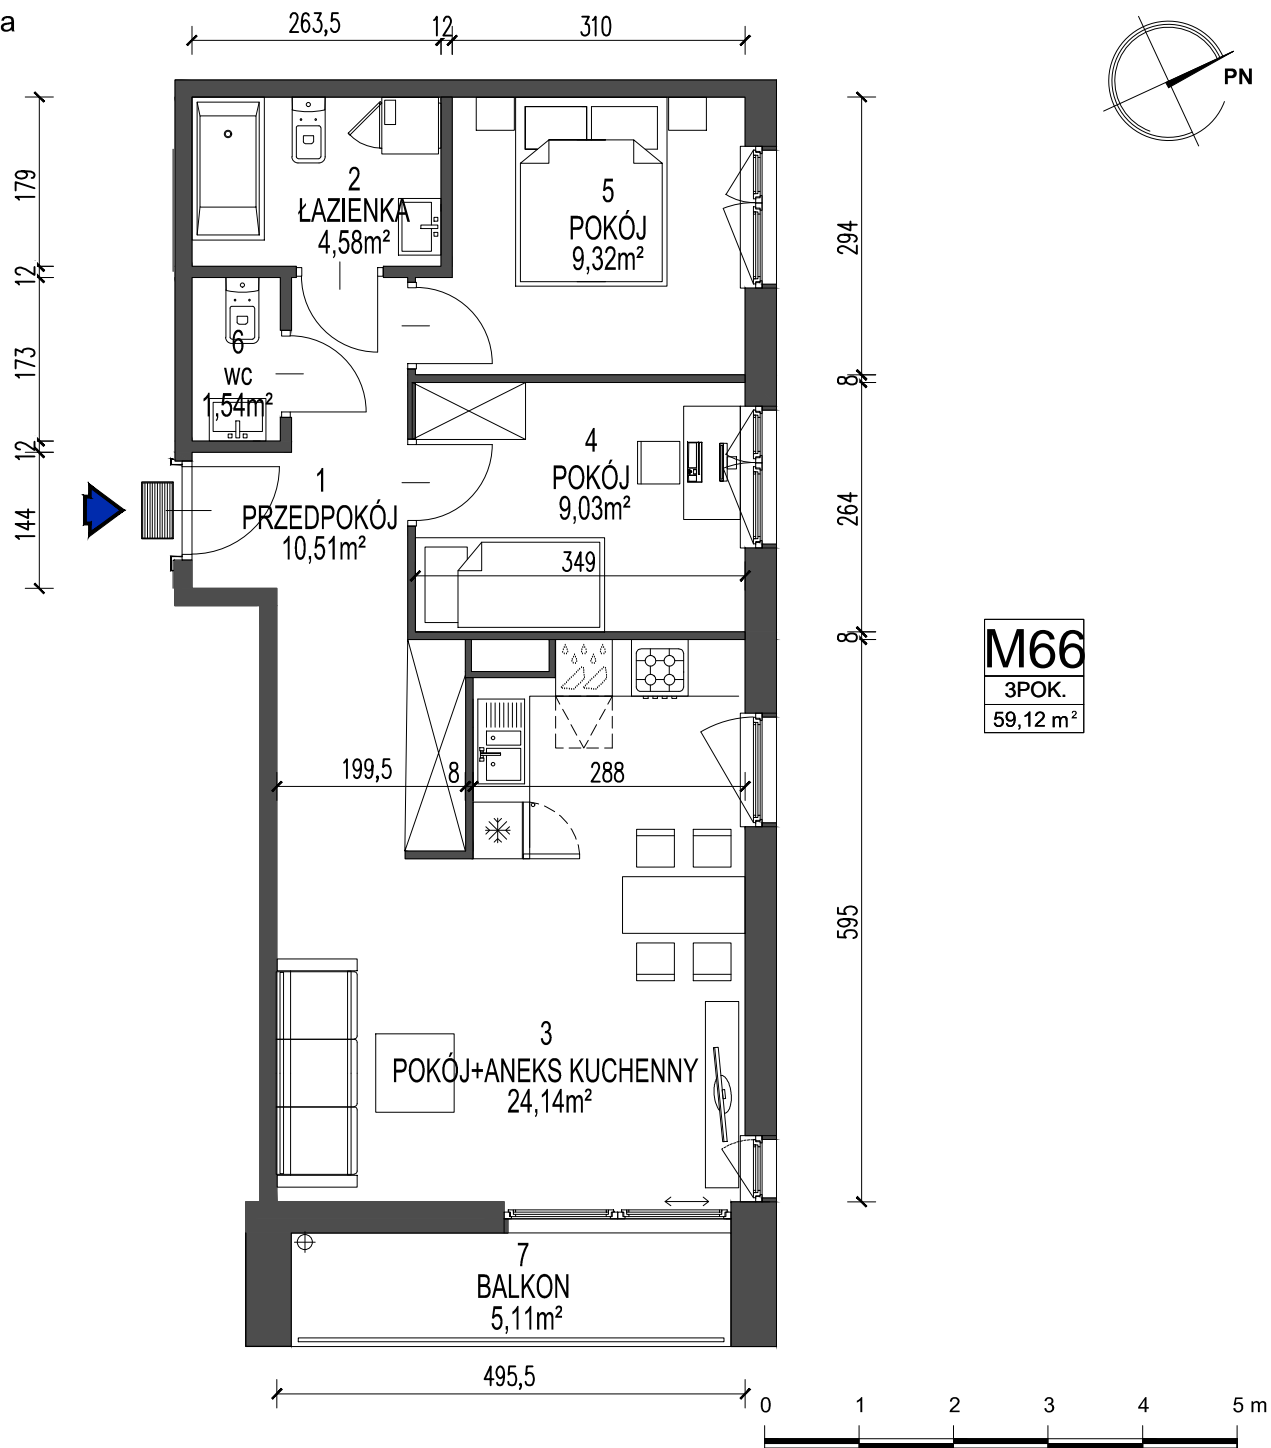 a
263,5
12
310
PN
179
12
173
12
144
2
ŁAZIENKA
4,58m²
5
POKÓJ
9,32m²
294
8
264
8
595
6
WC
1,54m²
4
POKÓJ
9,03m²
349
1
PRZEDPOKÓJ
10,51m²
M66
3POK.
59,12 m²
199,5
8
288
3
POKÓJ+ANEKS KUCHENNY
24,14m²
7
BALKON
5,11m²
495,5
0 1 2 3 4 5 m